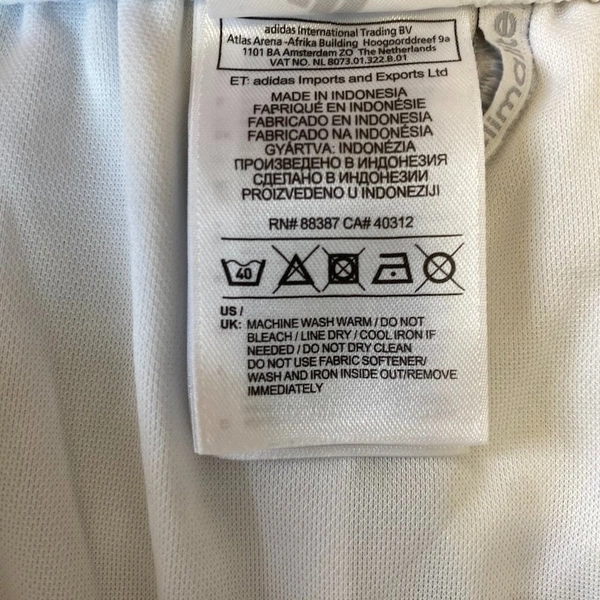 adidas International Trading BV
Atlas Arena -Afrika Building Hoogoorddreef 9a
1101 BA Amsterdam ZO The Netherlands
VAT NO. NL 8073.01.322.B.01
ET: adidas Imports and Exports Ltd
MADE IN INDONESIA
FABRIQUÉ EN INDONÉSIE
FABRICADO EN INDONESIA
FABRICADO NA INDONÉSIA
GYÁRTVA: INDONÉZIA
ПРОИЗВЕДЕНО В ИНДОНЕЗИЯ
СДЕЛАНО В ИНДОНЕЗИИ
PROIZVEDENO U INDONEZIJI
RN# 88387 CA# 40312
40
US /
UK: MACHINE WASH WARM / DO NOT
BLEACH / LINE DRY / COOL IRON IF
NEEDED / DO NOT DRY CLEAN
DO NOT USE FABRIC SOFTENER/
WASH AND IRON INSIDE OUT/REMOVE
IMMEDIATELY